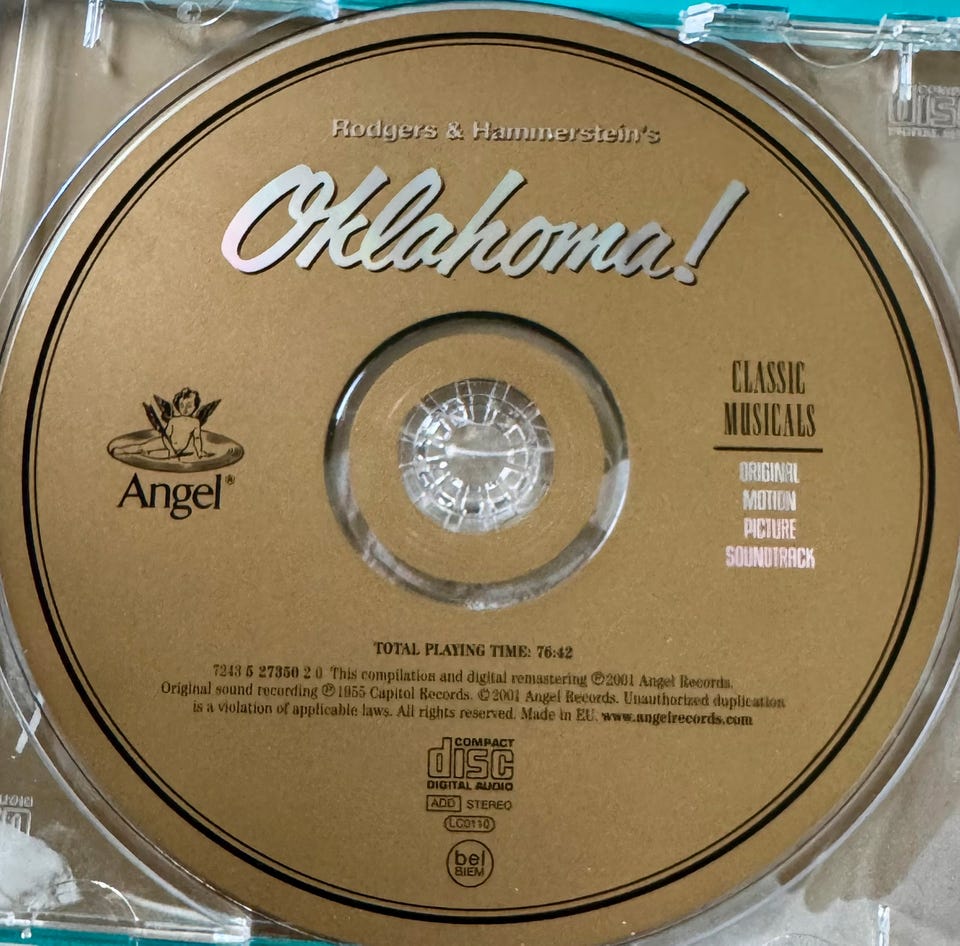 Rodgers & Hammerstein's
Oklahoma!
CLASSIC
MUSICALS
ORIGINAL
MOTION
PICTURE
SOUNDTRACK
Angel®
TOTAL PLAYING TIME: 76:42
7243 5 27350 2 0 This compilation and digital remastering ℗2001 Angel Records.
Original sound recording ℗1955 Capitol Records. ©2001 Angel Records. Unauthorized duplication
is a violation of applicable laws. All rights reserved. Made in EU. www.angelrecords.com
COMPACT
disc
DIGITAL AUDIO
ADD STEREO
LC0110
bel
BIEM
disc